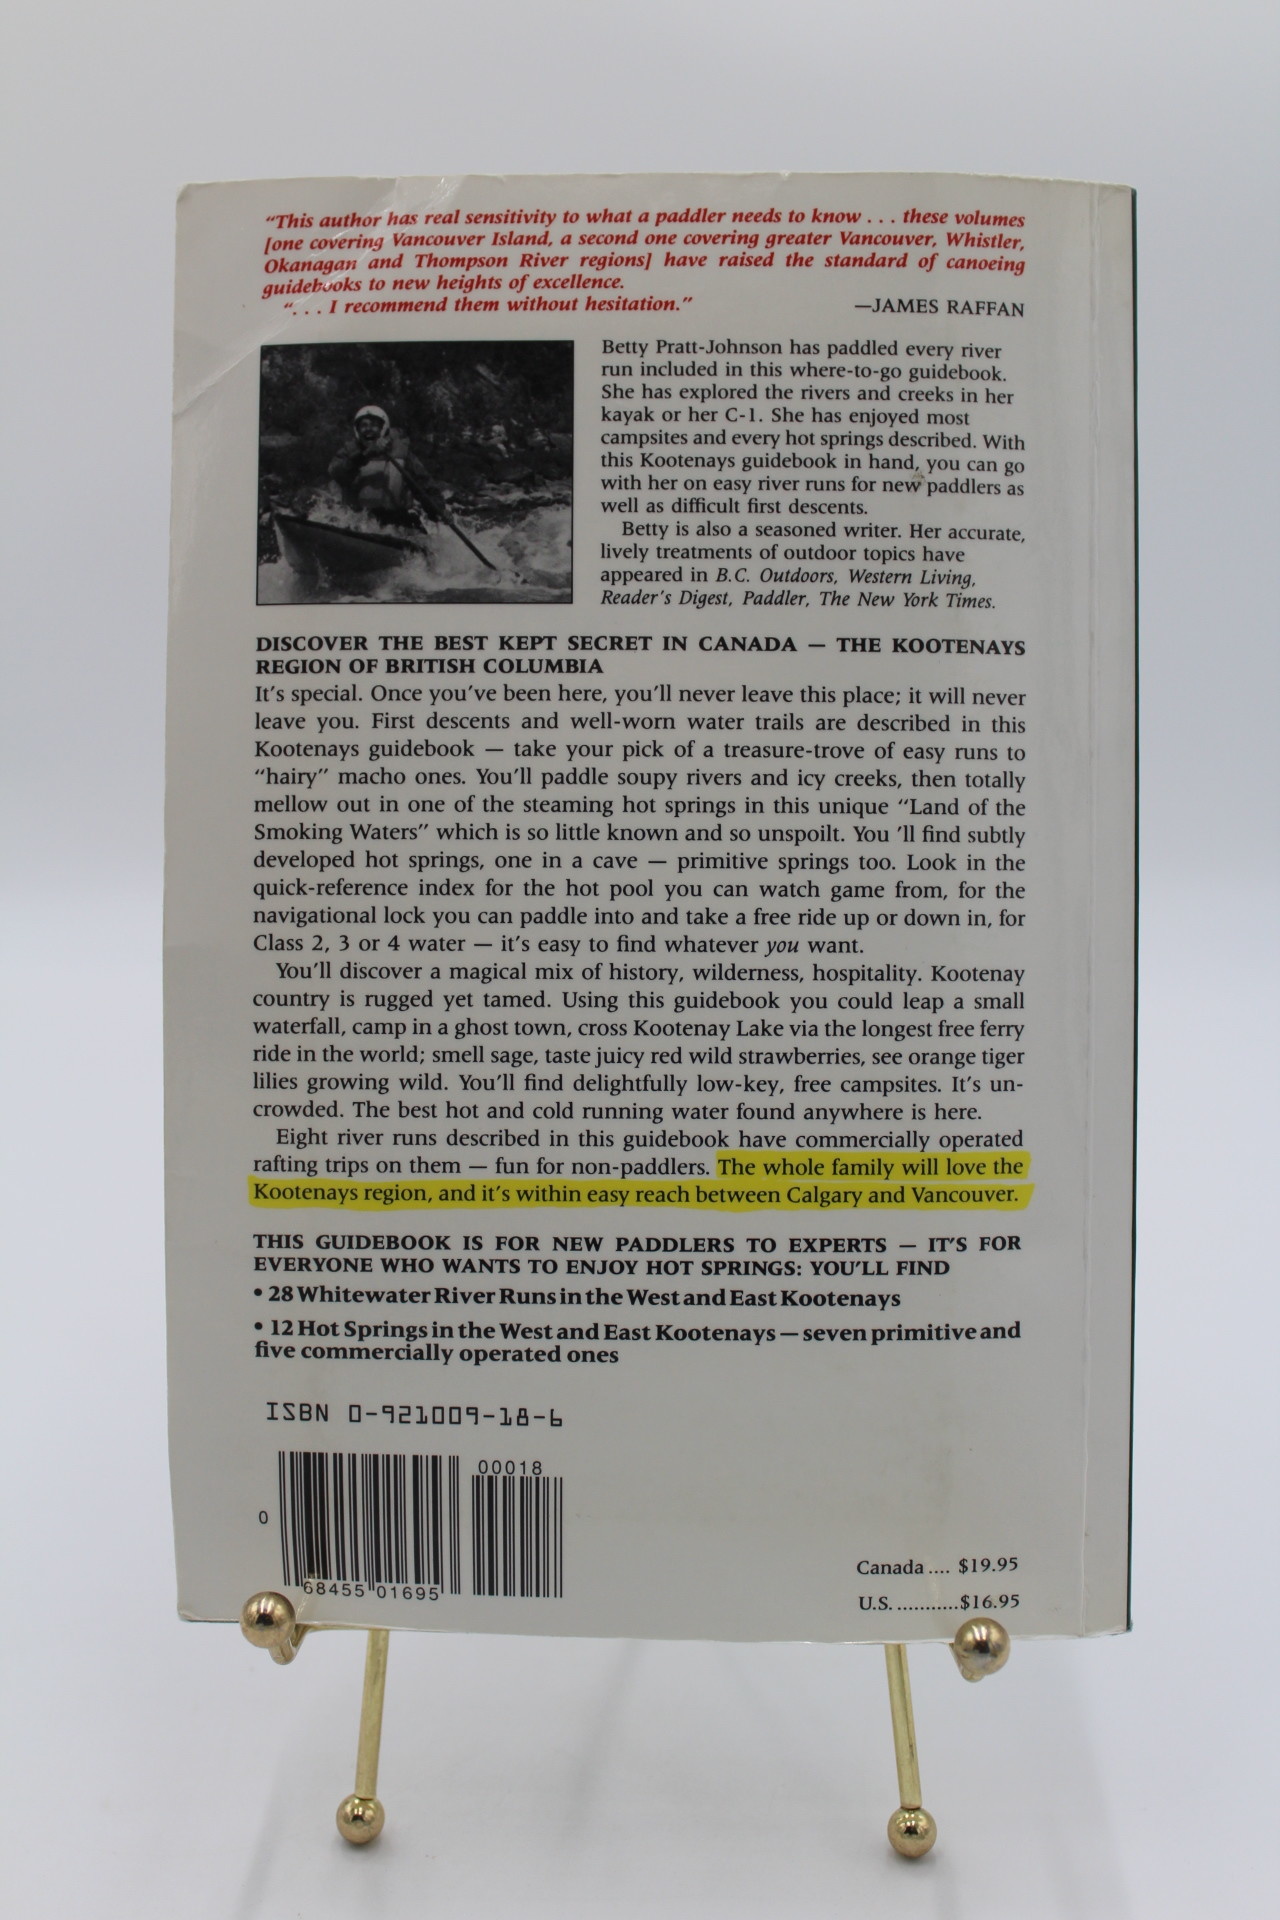 “This author has real sensitivity to what a paddler needs to know . . . these volumes
[one covering Vancouver Island, a second one covering greater Vancouver, Whistler,
Okanagan and Thompson River regions] have raised the standard of canoeing
guidebooks to new heights of excellence.
“. . . I recommend them without hesitation.” —JAMES RAFFAN
Betty Pratt-Johnson has paddled every river
run included in this where-to-go guidebook.
She has explored the rivers and creeks in her
kayak or her C-1. She has enjoyed most
campsites and every hot springs described. With
this Kootenays guidebook in hand, you can go
with her on easy river runs for new paddlers as
well as difficult first descents.
Betty is also a seasoned writer. Her accurate,
lively treatments of outdoor topics have
appeared in B.C. Outdoors, Western Living,
Reader's Digest, Paddler, The New York Times.
DISCOVER THE BEST KEPT SECRET IN CANADA — THE KOOTENAYS
REGION OF BRITISH COLUMBIA
It's special. Once you've been here, you'll never leave this place; it will never
leave you. First descents and well-worn water trails are described in this
Kootenays guidebook — take your pick of a treasure-trove of easy runs to
“hairy” macho ones. You'll paddle soupy rivers and icy creeks, then totally
mellow out in one of the steaming hot springs in this unique “Land of the
Smoking Waters” which is so little known and so unspoilt. You 'll find subtly
developed hot springs, one in a cave — primitive springs too. Look in the
quick-reference index for the hot pool you can watch game from, for the
navigational lock you can paddle into and take a free ride up or down in, for
Class 2, 3 or 4 water — it's easy to find whatever you want.
You'll discover a magical mix of history, wilderness, hospitality. Kootenay
country is rugged yet tamed. Using this guidebook you could leap a small
waterfall, camp in a ghost town, cross Kootenay Lake via the longest free ferry
ride in the world; smell sage, taste juicy red wild strawberries, see orange tiger
lilies growing wild. You'll find delightfully low-key, free campsites. It's un-
crowded. The best hot and cold running water found anywhere is here.
Eight river runs described in this guidebook have commercially operated
rafting trips on them — fun for non-paddlers. The whole family will love the
Kootenays region, and it's within easy reach between Calgary and Vancouver.
THIS GUIDEBOOK IS FOR NEW PADDLERS TO EXPERTS — IT'S FOR
EVERYONE WHO WANTS TO ENJOY HOT SPRINGS: YOU'LL FIND
• 28 Whitewater River Runs in the West and East Kootenays
• 12 Hot Springs in the West and East Kootenays — seven primitive and
five commercially operated ones
ISBN 0-921009-18-6
00018
0
68455 01695
Canada .... $19.95
U.S. ...........$16.95